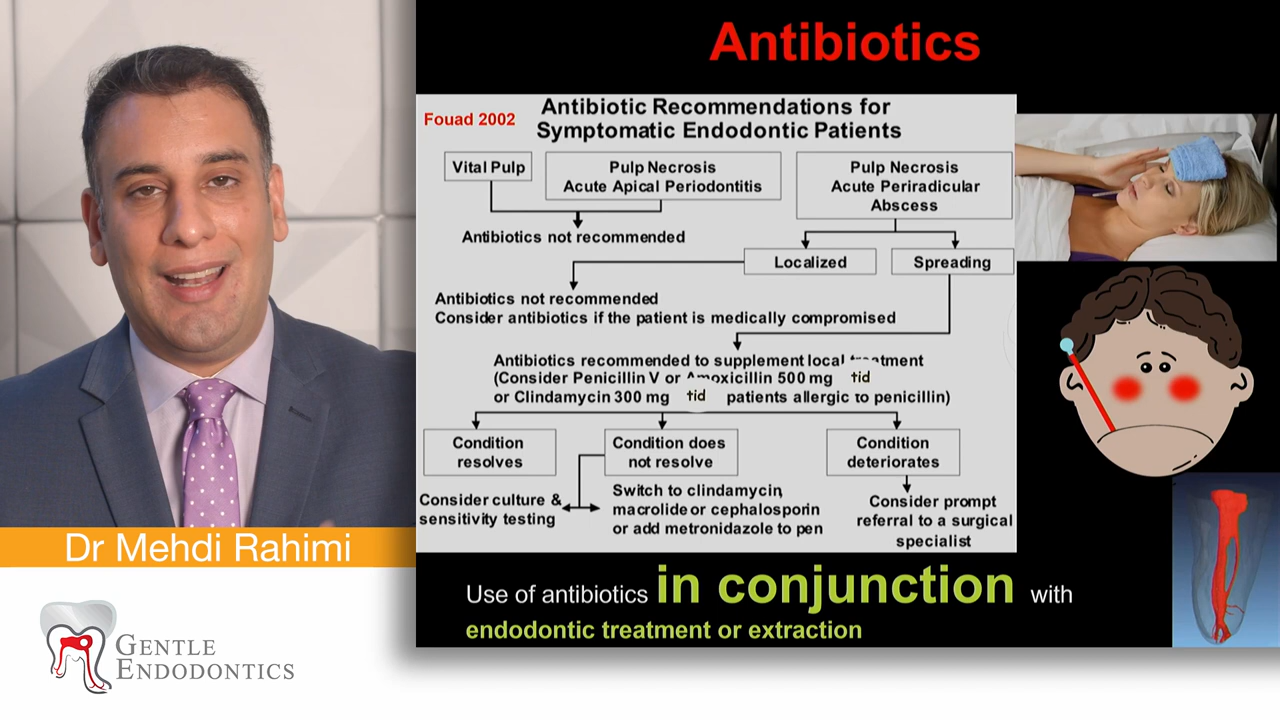 Antibiotics
Fouad 2002
Antibiotic Recommendations for
Symptomatic Endodontic Patients
Vital Pulp
Pulp Necrosis
Acute Apical Periodontitis
Pulp Necrosis
Acute Periradicular
Abscess
Antibiotics not recommended
Localized
Spreading
Antibiotics not recommended
Consider antibiotics if the patient is medically compromised
Antibiotics recommended to supplement local treatment
(Consider Penicillin V or Amoxicillin 500 mg tid
or Clindamycin 300 mg tid patients allergic to penicillin)
Condition
resolves
Condition does
not resolve
Condition
deteriorates
Consider culture &
sensitivity testing
Switch to clindamycin,
macrolide or cephalosporin
or add metronidazole to pen
Consider prompt
referral to a surgical
specialist
Use of antibiotics in conjunction with
endodontic treatment or extraction
Dr Mehdi Rahimi
GENTLE
ENDODONTICS